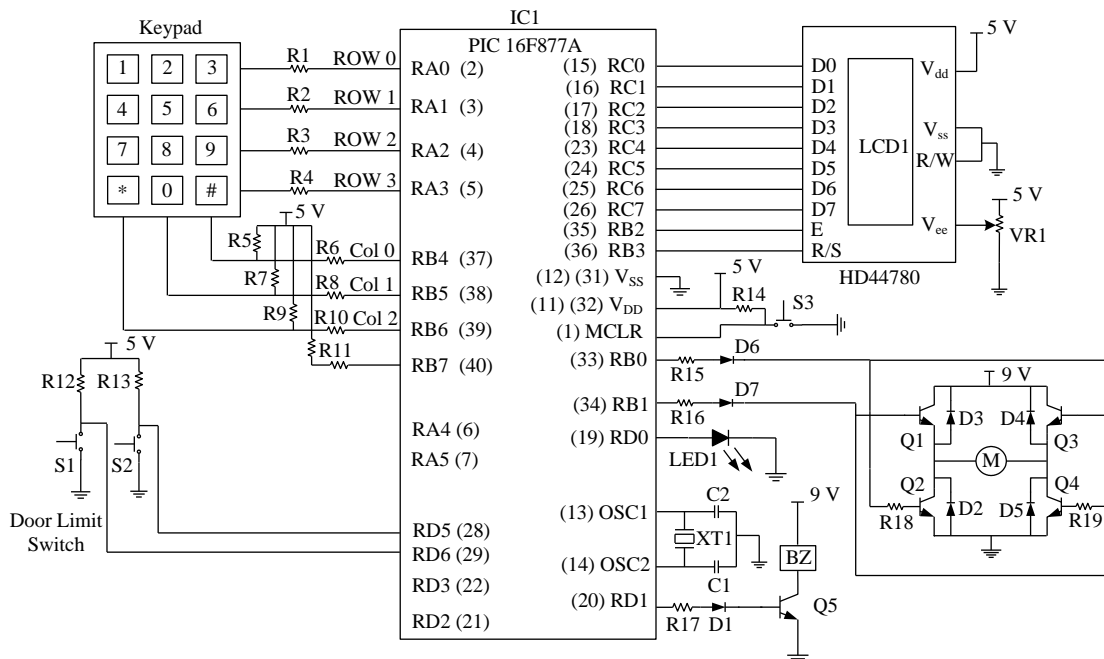 IC1
Keypad
PIC 16F877A
1 2 3
4 5 6
7 8 9
* 0 #
R1 ROW 0
R2 ROW 1
R3 ROW 2
R4 ROW 3
RA0 (2)
RA1 (3)
RA2 (4)
RA3 (5)
5 V
R5
R6 Col 0
R7
R8 Col 1
R9
R10 Col 2
R11
RB4 (37)
RB5 (38)
RB6 (39)
RB7 (40)
5 V
R12
R13
S1
S2
Door Limit
Switch
RA4 (6)
RA5 (7)
RD5 (28)
RD6 (29)
RD3 (22)
RD2 (21)
(15) RC0
(16) RC1
(17) RC2
(18) RC3
(23) RC4
(24) RC5
(25) RC6
(26) RC7
(35) RB2
(36) RB3
(12) (31) VSS
(11) (32) VDD
(1) MCLR
(33) RB0
(34) RB1
(19) RD0
(13) OSC1
(14) OSC2
(20) RD1
D0
D1
D2
D3
D4
D5
D6
D7
E
R/S
LCD1
Vdd
Vss
R/W
Vee
HD44780
5 V
5 V
VR1
5 V
R14
S3
D6
R15
D7
R16
LED1
C2
XT1
C1
R17
D1
9 V
BZ
Q5
9 V
D3
D4
Q1
Q3
M
Q2
Q4
D2
D5
R18
R19